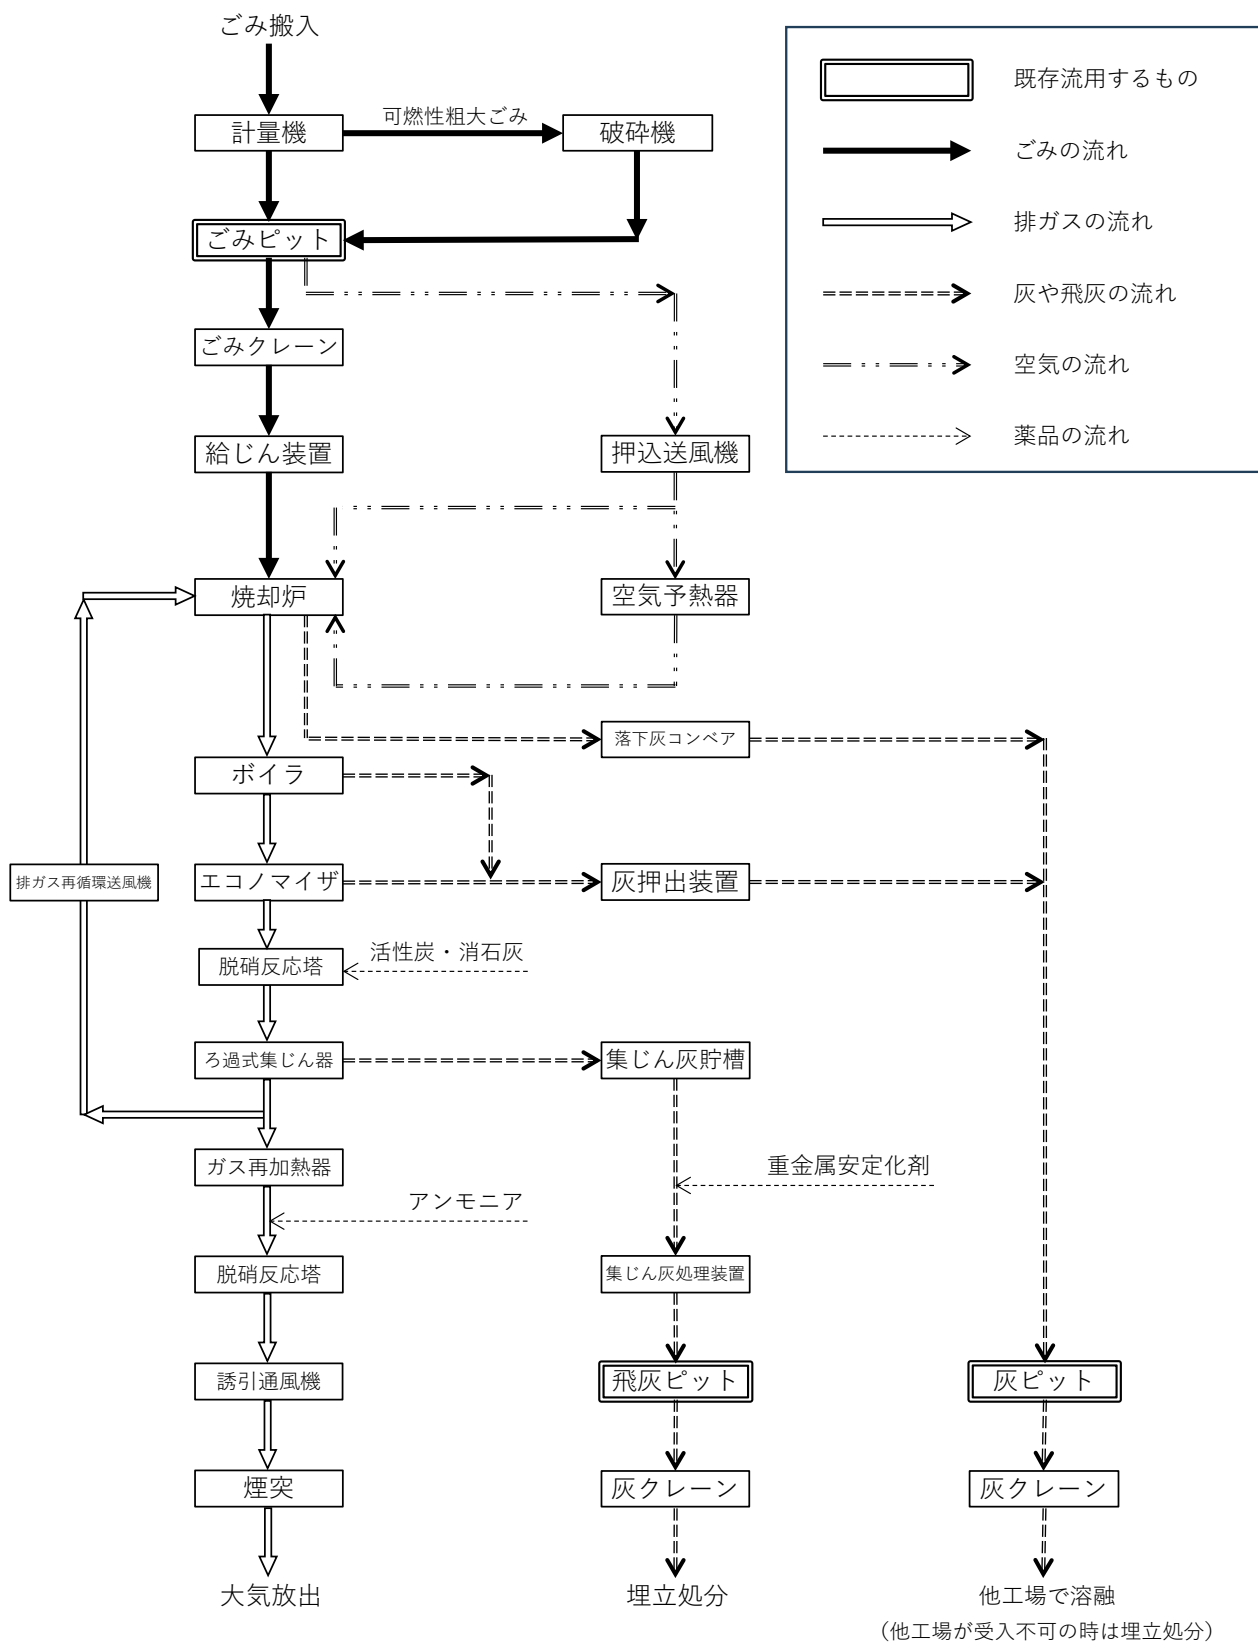 ごみ搬入
既存流用するもの
計量機
可燃性粗大ごみ
破砕機
ごみの流れ
ごみピット
排ガスの流れ
灰や飛灰の流れ
ごみクレーン
空気の流れ
給じん装置
押込送風機
薬品の流れ
焼却炉
空気予熱器
落下灰コンベア
ボイラ
排ガス再循環送風機
エコノマイザ
灰押出装置
脱硝反応塔
活性炭・消石灰
ろ過式集じん器
集じん灰貯槽
ガス再加熱器
重金属安定化剤
アンモニア
脱硝反応塔
集じん灰処理装置
誘引通風機
飛灰ピット
灰ピット
煙突
灰クレーン
灰クレーン
大気放出
埋立処分
他工場で溶融
（他工場が受入不可の時は埋立処分）